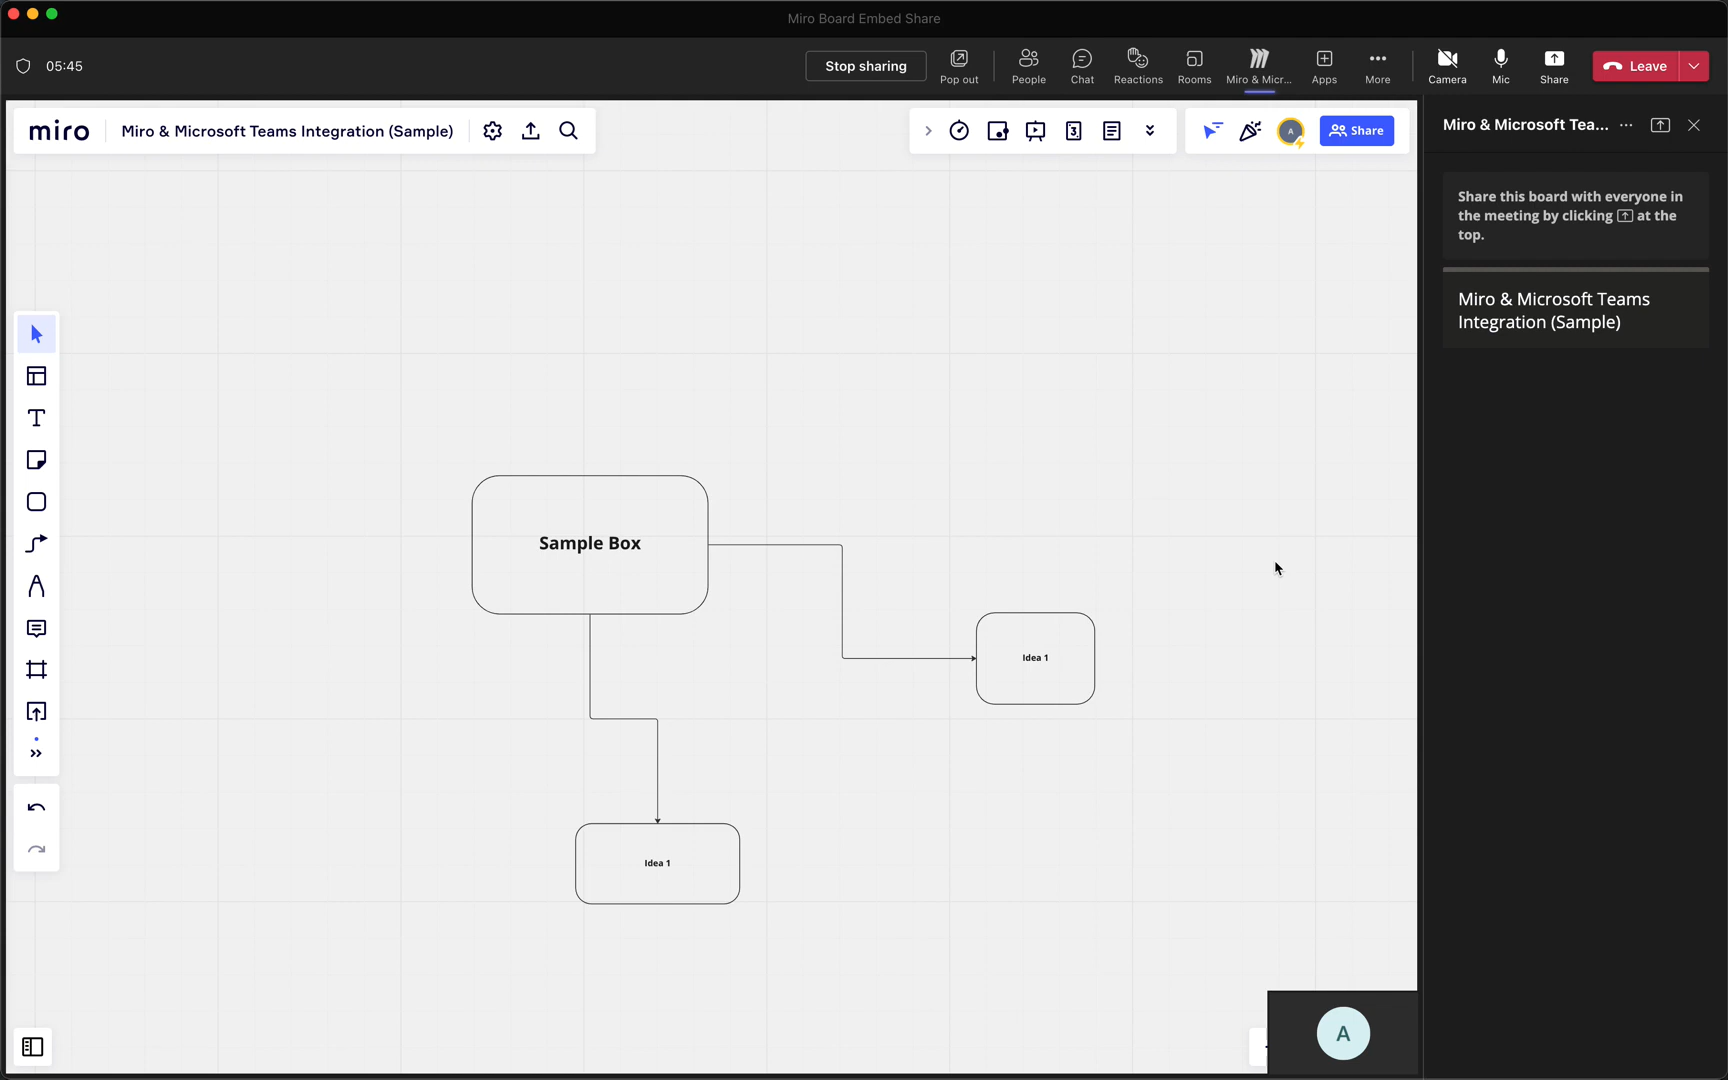 Miro Board Embed Share
05:45
Stop sharing
Pop out
People
Chat
Reactions
Rooms
Miro & Micr...
Apps
More
Camera
Mic
Share
Leave
miro
Miro & Microsoft Teams Integration (Sample)
3
A
Share
Miro & Microsoft Tea...
Share this board with everyone in
the meeting by clicking at the
top.
Miro & Microsoft Teams
Integration (Sample)
Sample Box
Idea 1
Idea 1
A